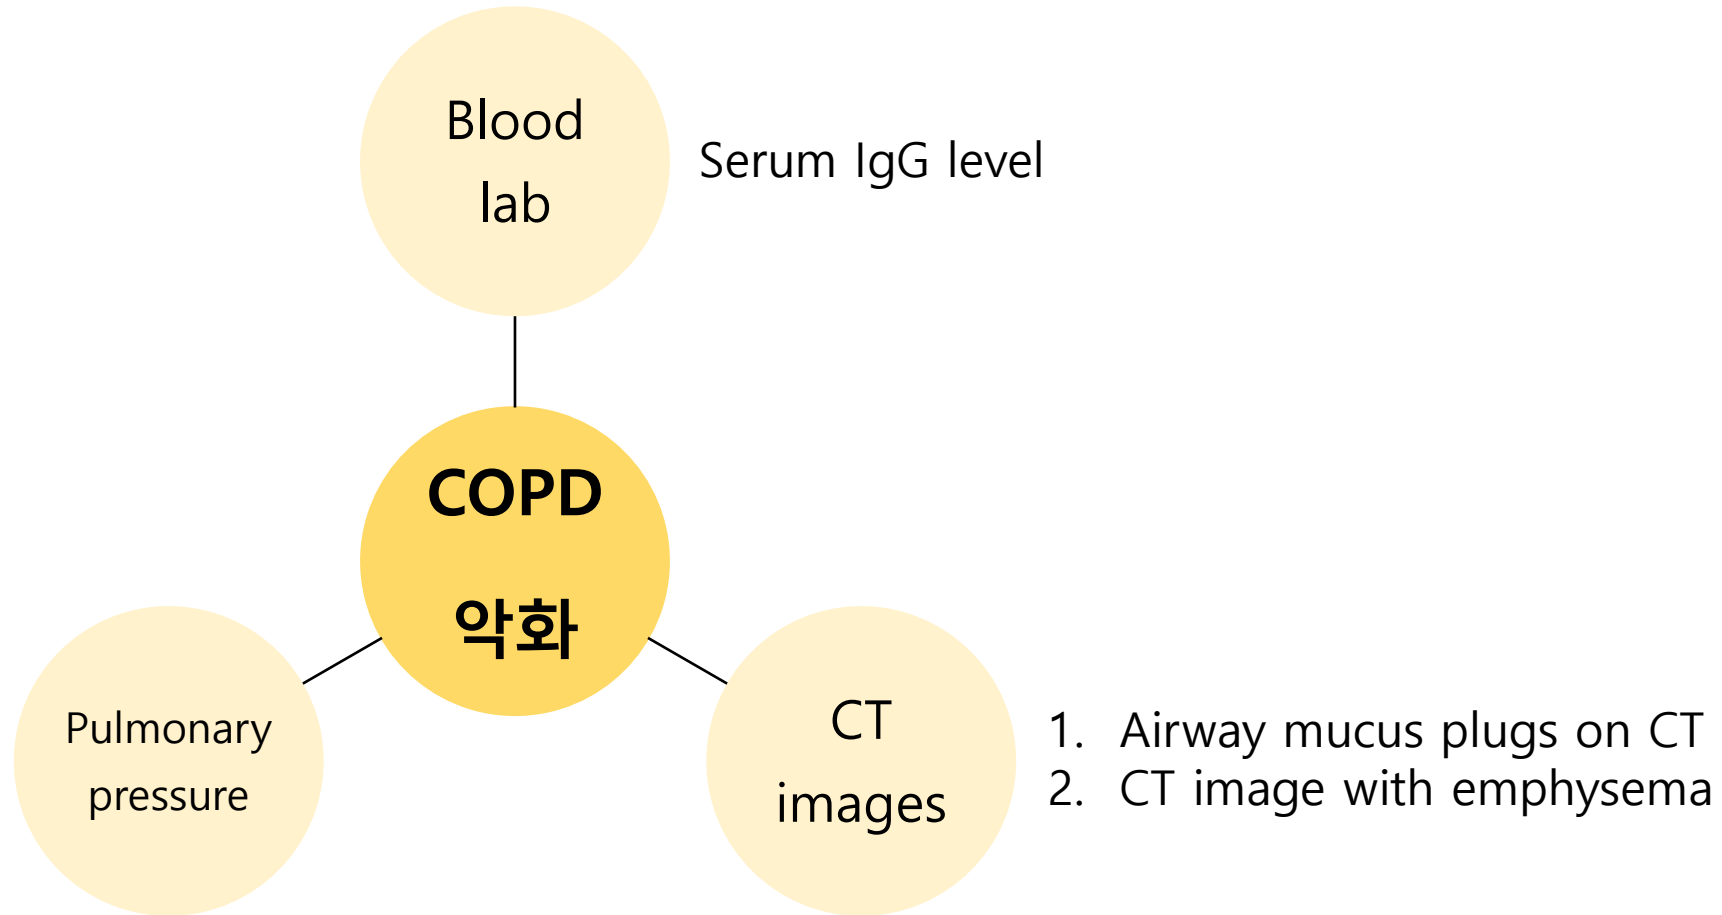 Blood
lab
Serum IgG level
COPD
악화
Pulmonary
pressure
CT
images
1. Airway mucus plugs on CT
2. CT image with emphysema